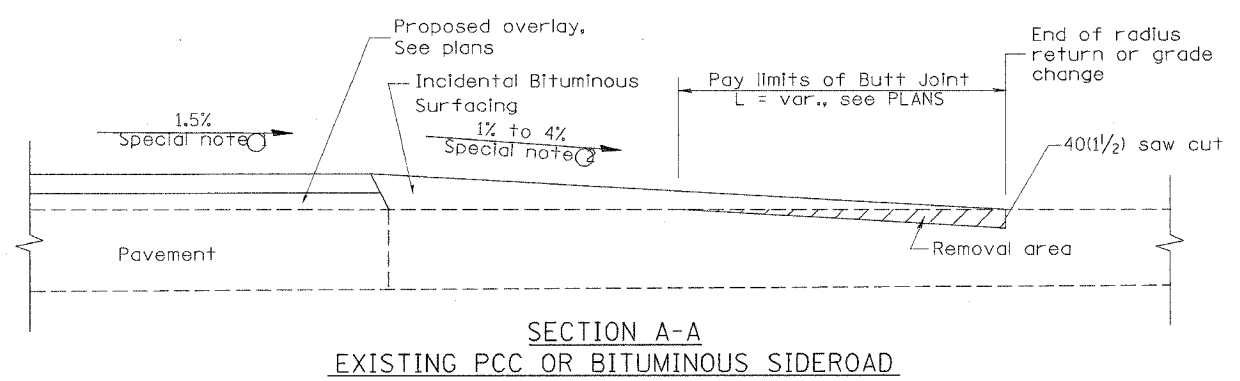 Proposed overlay,
See plans
Incidental Bituminous
Surfacing
End of radius
return or grade
change
Pay limits of Butt Joint
L = var., see PLANS
1.5%
Special note 1
1% to 4%
Special note 2
40(1½) saw cut
Removal area
Pavement
SECTION A-A
EXISTING PCC OR BITUMINOUS SIDEROAD